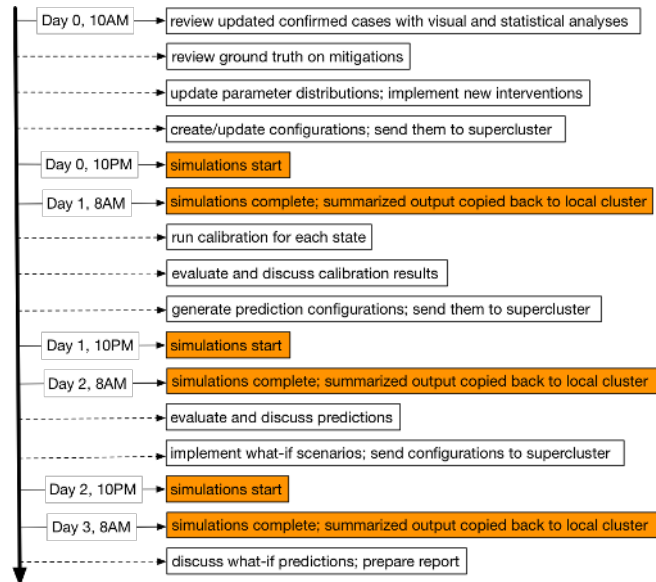 Day 0, 10AM review updated confirmed cases with visual and statistical analyses
review ground truth on mitigations
update parameter distributions; implement new interventions
create/update configurations; send them to supercluster
Day 0, 10PM simulations start
Day 1, 8AM simulations complete; summarized output copied back to local cluster
run calibration for each state
evaluate and discuss calibration results
generate prediction configurations; send them to supercluster
Day 1, 10PM simulations start
Day 2, 8AM simulations complete; summarized output copied back to local cluster
evaluate and discuss predictions
implement what-if scenarios; send configurations to supercluster
Day 2, 10PM simulations start
Day 3, 8AM simulations complete; summarized output copied back to local cluster
discuss what-if predictions; prepare report